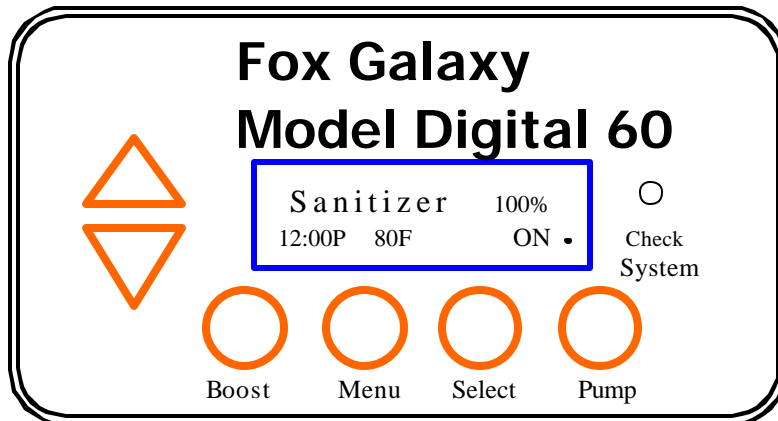 Fox Galaxy
Model Digital 60
Sanitizer 100%
12:00P 80F ON
Check
System
Boost Menu Select Pump